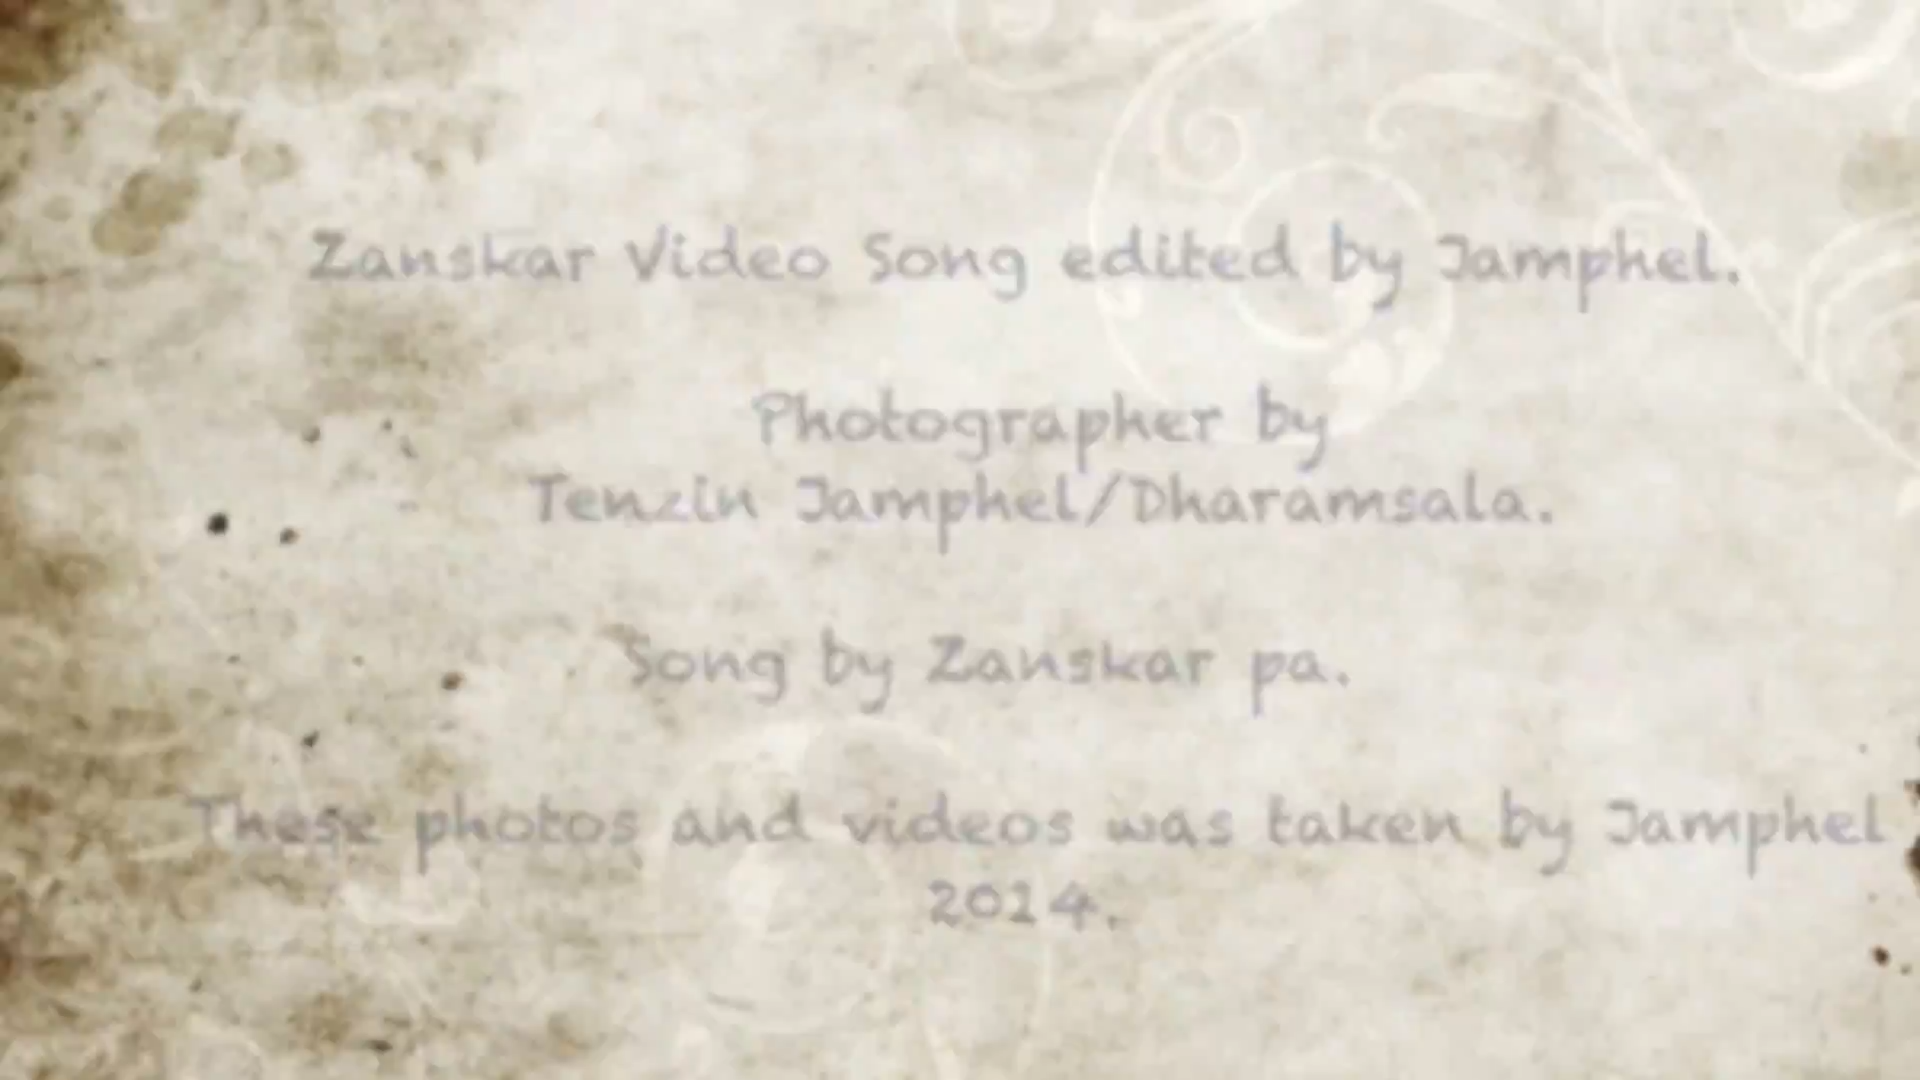 Zanskar Video Song edited by Jamphel.
Photographer by
Tenzin Jamphel/Dharamsala.
Song by Zanskar pa.
These photos and videos was taken by Jamphel
2014.